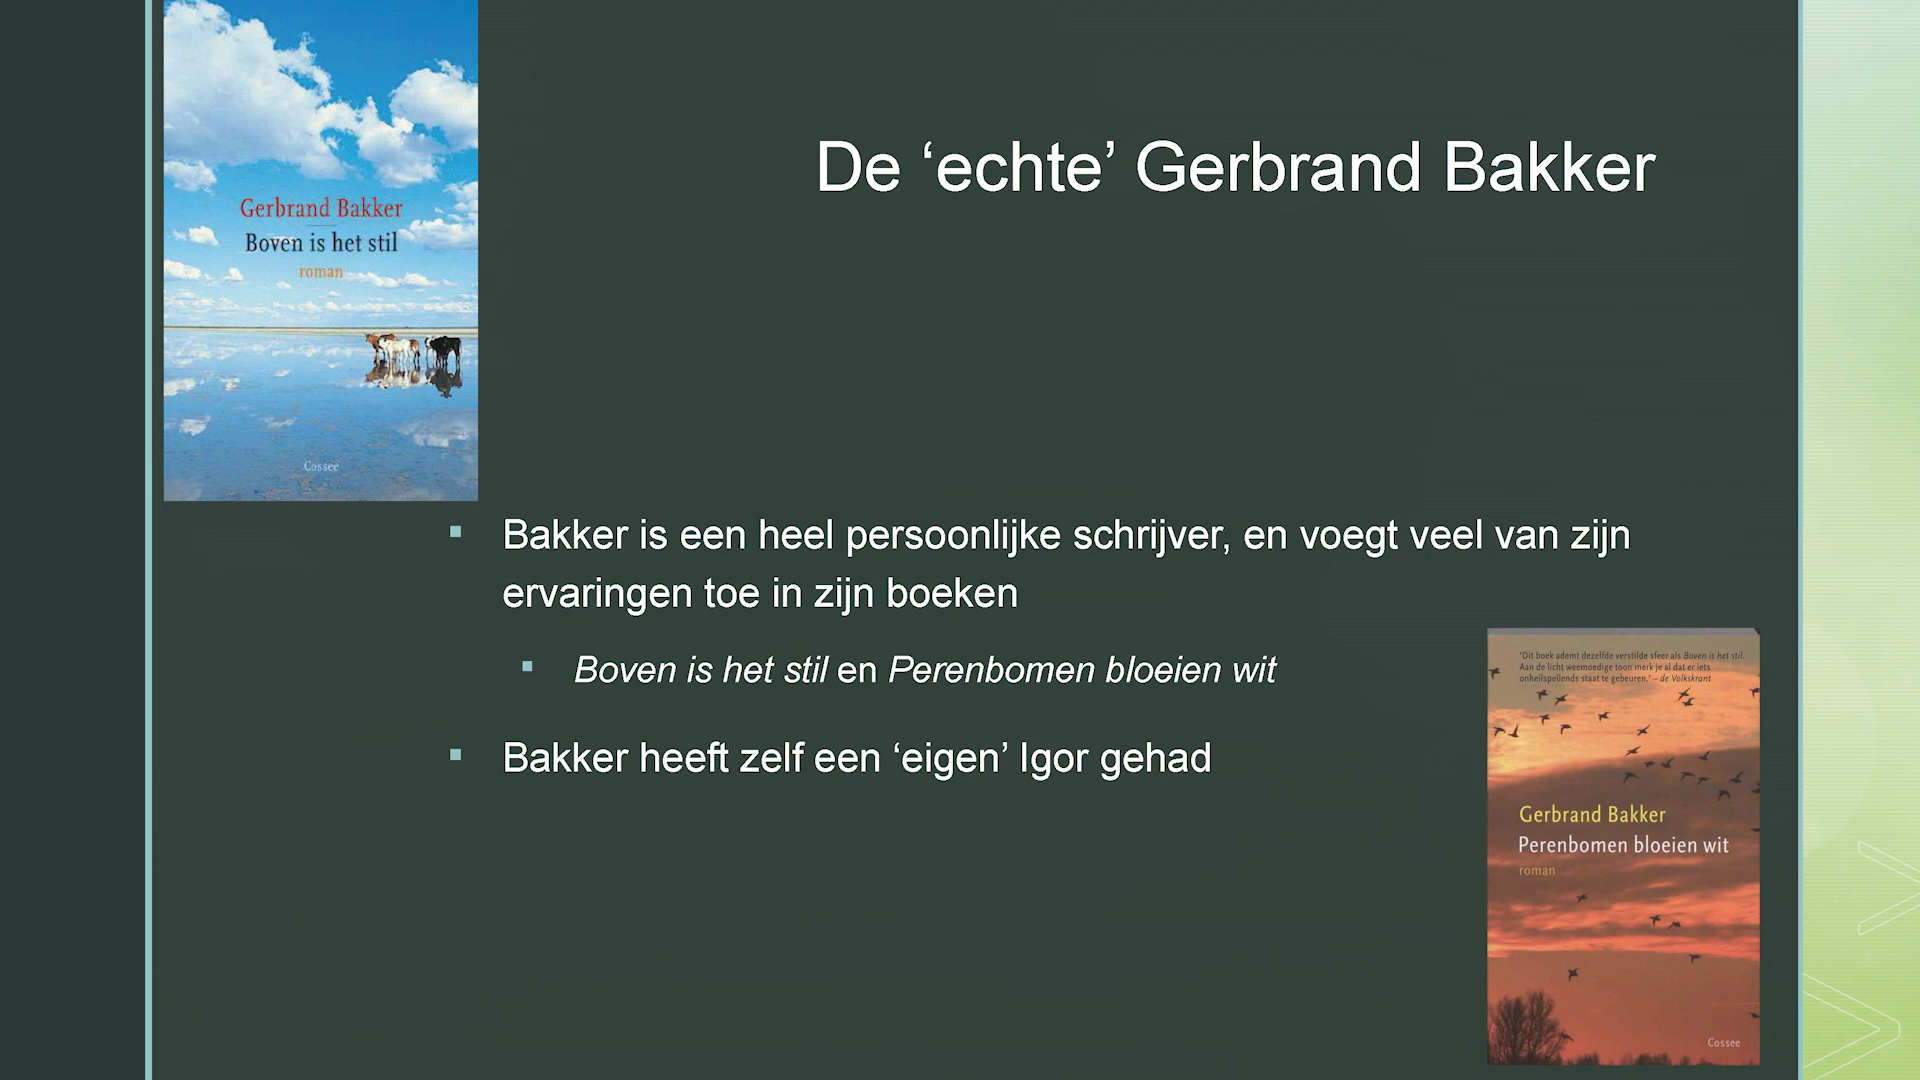 De ‘echte’ Gerbrand Bakker
Gerbrand Bakker
Boven is het stil
roman
Cossee
Bakker is een heel persoonlijke schrijver, en voegt veel van zijn
ervaringen toe in zijn boeken
Boven is het stil en Perenbomen bloeien wit
Bakker heeft zelf een ‘eigen’ Igor gehad
‘Dit boek ademt dezelfde verstilde sfeer als Boven is het stil.
Aan de licht weemoedige toon merk je al dat er iets
onheilspellends staat te gebeuren.’ – de Volkskrant
Gerbrand Bakker
Perenbomen bloeien wit
roman
Cossee